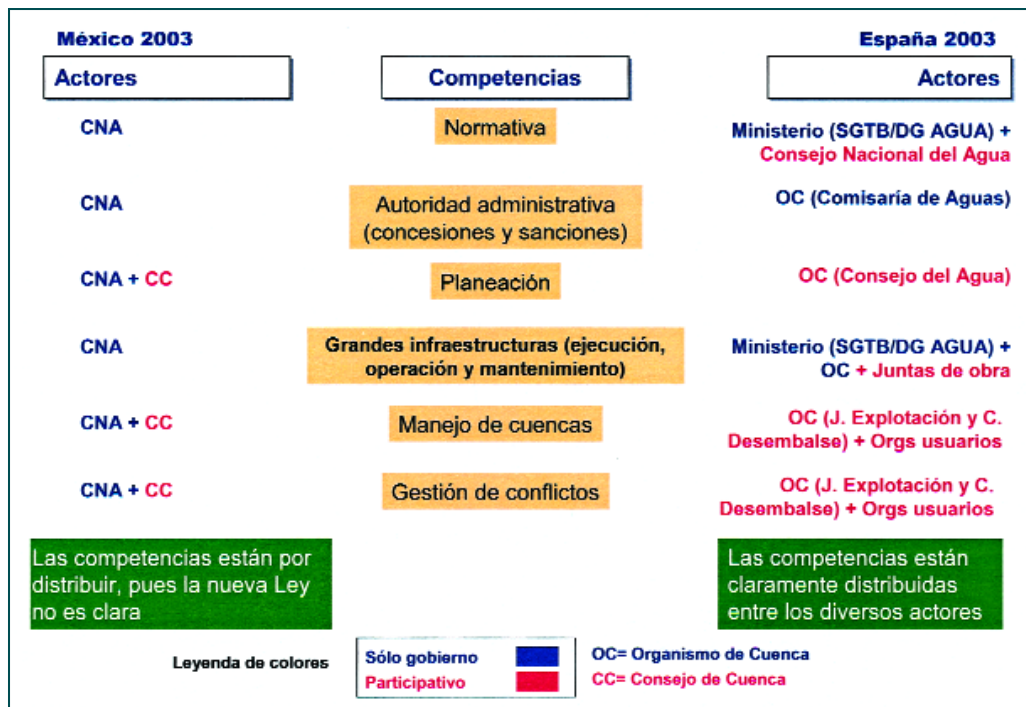 México 2003
España 2003
Actores
Competencias
Actores
CNA
Normativa
Ministerio (SGTB/DG AGUA) +
Consejo Nacional del Agua
CNA
Autoridad administrativa
(concesiones y sanciones)
OC (Comisaría de Aguas)
CNA + CC
Planeación
OC (Consejo del Agua)
CNA
Grandes infraestructuras (ejecución,
operación y mantenimiento)
Ministerio (SGTB/DG AGUA) +
OC + Juntas de obra
CNA + CC
Manejo de cuencas
OC (J. Explotación y C.
Desembalse) + Orgs usuarios
CNA + CC
Gestión de conflictos
OC (J. Explotación y C.
Desembalse) + Orgs usuarios
Las competencias están por
distribuir, pues la nueva Ley
no es clara
Las competencias están
claramente distribuidas
entre los diversos actores
Leyenda de colores
Sólo gobierno
Participativo
OC= Organismo de Cuenca
CC= Consejo de Cuenca